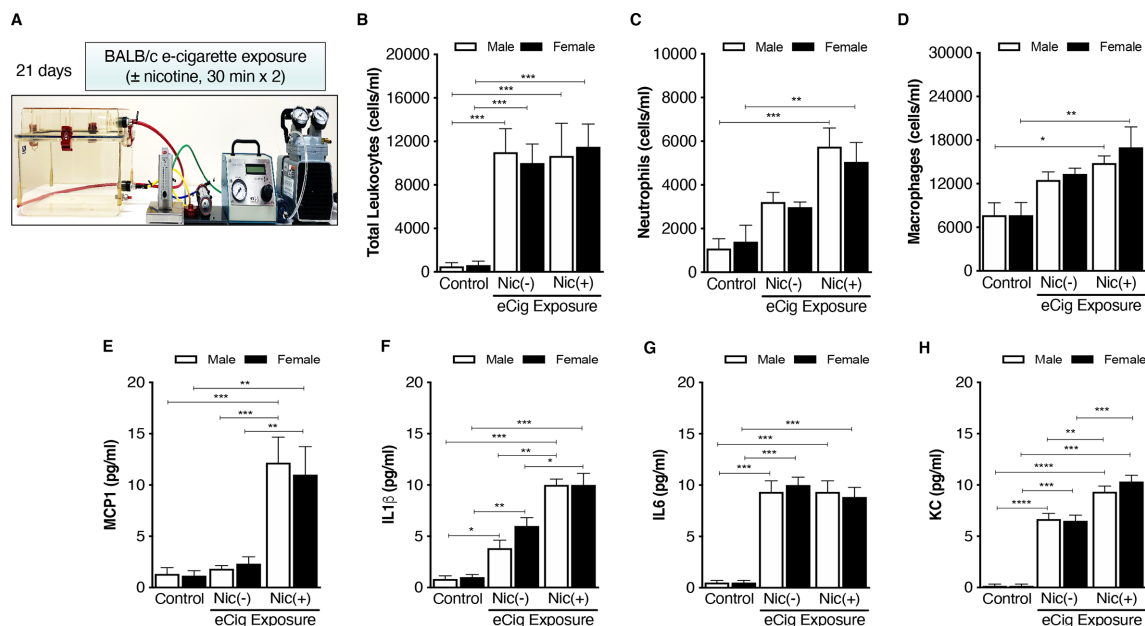 A
21 days
BALB/c e-cigarette exposure
(± nicotine, 30 min x 2)
B
Male Female
Total Leukocytes (cells/ml)
20000
16000
12000
8000
4000
0
***
***
***
***
Control Nic(-) Nic(+)
eCig Exposure
C
Male Female
Neutrophils (cells/ml)
10000
8000
6000
4000
2000
0
**
***
Control Nic(-) Nic(+)
eCig Exposure
D
Male Female
Macrophages (cells/ml)
30000
24000
18000
12000
6000
0
**
*
Control Nic(-) Nic(+)
eCig Exposure
E
Male Female
MCP1 (pg/ml)
20
15
10
5
0
**
***
***
**
Control Nic(-) Nic(+)
eCig Exposure
F
Male Female
IL1β (pg/ml)
20
15
10
5
0
***
***
**
*
**
*
Control Nic(-) Nic(+)
eCig Exposure
G
Male Female
IL6 (pg/ml)
20
15
10
5
0
***
***
***
***
Control Nic(-) Nic(+)
eCig Exposure
H
Male Female
KC (pg/ml)
20
15
10
5
0
***
**
***
****
***
****
Control Nic(-) Nic(+)
eCig Exposure